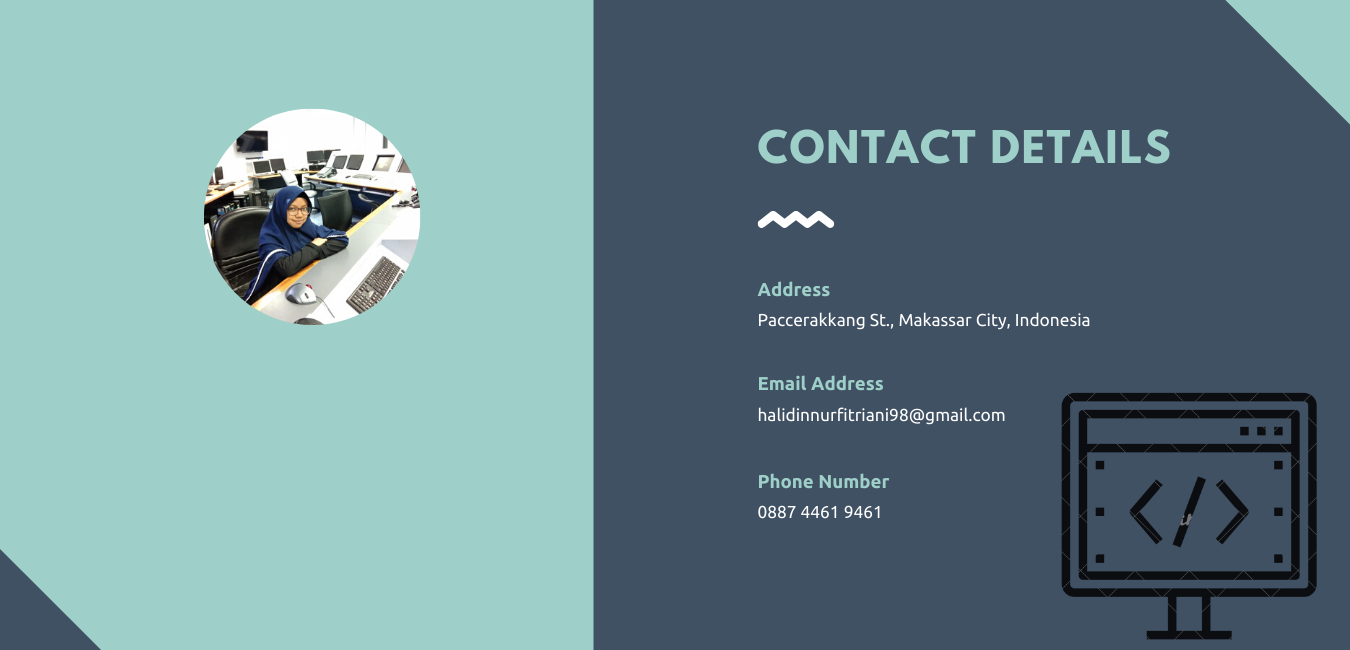 CONTACT DETAILS
Address
Paccerakkang St., Makassar City, Indonesia
Email Address
halidinnurfitriani98@gmail.com
Phone Number
0887 4461 9461